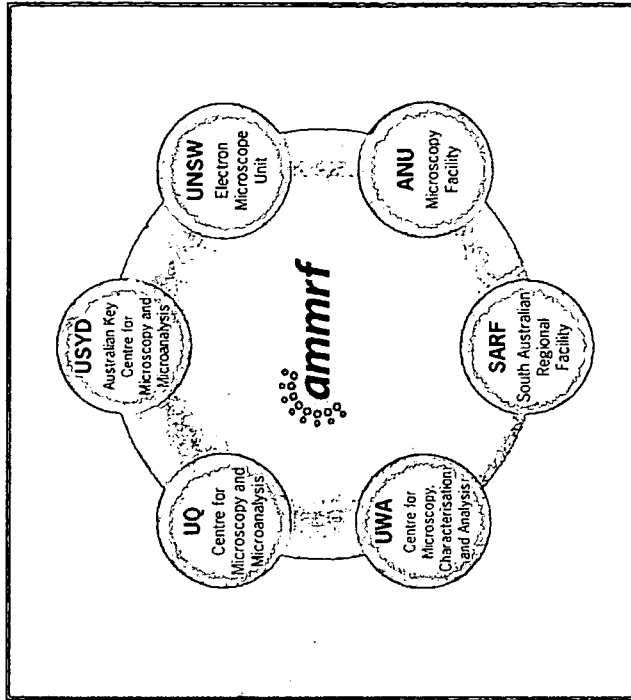 USYD
Australian Key
Centre for
Microscopy and
Microanalysis
UQ
Centre for
Microscopy and
Microanalysis
UNSW
Electron
Microscope
Unit
ammrf
UWA
Centre for
Microscopy,
Characterisation
and Analysis
ANU
Microscopy
Facility
SARF
South Australian
Regional
Facility